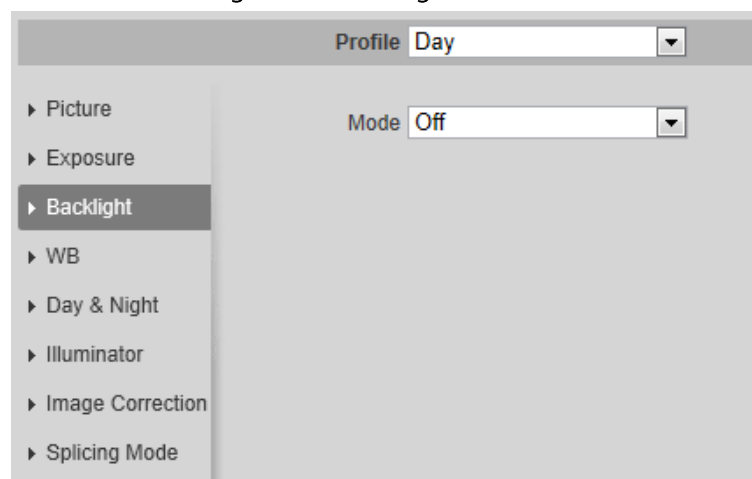 Profile Day
Mode Off
Picture
Exposure
Backlight
WB
Day & Night
Illuminator
Image Correction
Splicing Mode